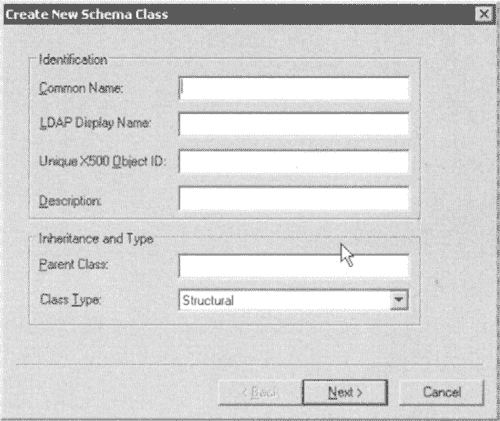 Create New Schema Class
Identification
Common Name:
LDAP Display Name:
Unique X500 Object ID:
Description:
Inheritance and Type
Parent Class:
Class Type: Structural
< Back Next > Cancel